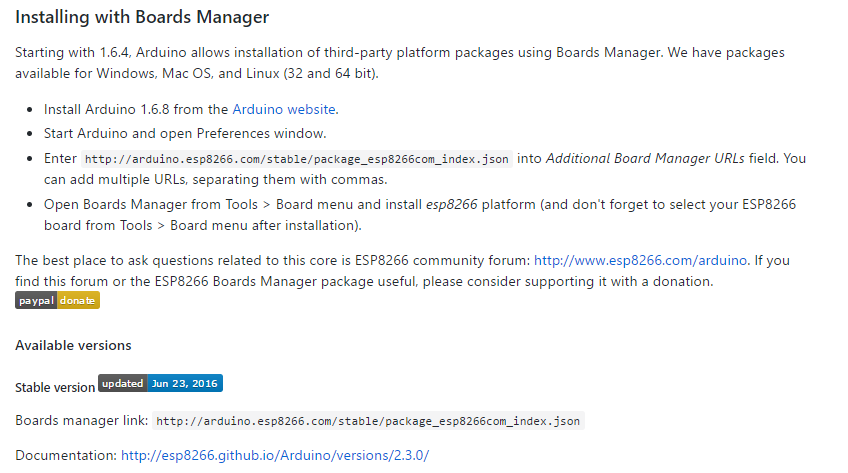 Installing with Boards Manager
Starting with 1.6.4, Arduino allows installation of third-party platform packages using Boards Manager. We have packages
available for Windows, Mac OS, and Linux (32 and 64 bit).
• Install Arduino 1.6.8 from the Arduino website.
• Start Arduino and open Preferences window.
• Enter http://arduino.esp8266.com/stable/package_esp8266com_index.json into Additional Board Manager URLs field. You
can add multiple URLs, separating them with commas.
• Open Boards Manager from Tools > Board menu and install esp8266 platform (and don't forget to select your ESP8266
board from Tools > Board menu after installation).
The best place to ask questions related to this core is ESP8266 community forum: http://www.esp8266.com/arduino. If you
find this forum or the ESP8266 Boards Manager package useful, please consider supporting it with a donation.
paypal donate
Available versions
Stable version updated Jun 23, 2016
Boards manager link: http://arduino.esp8266.com/stable/package_esp8266com_index.json
Documentation: http://esp8266.github.io/Arduino/versions/2.3.0/